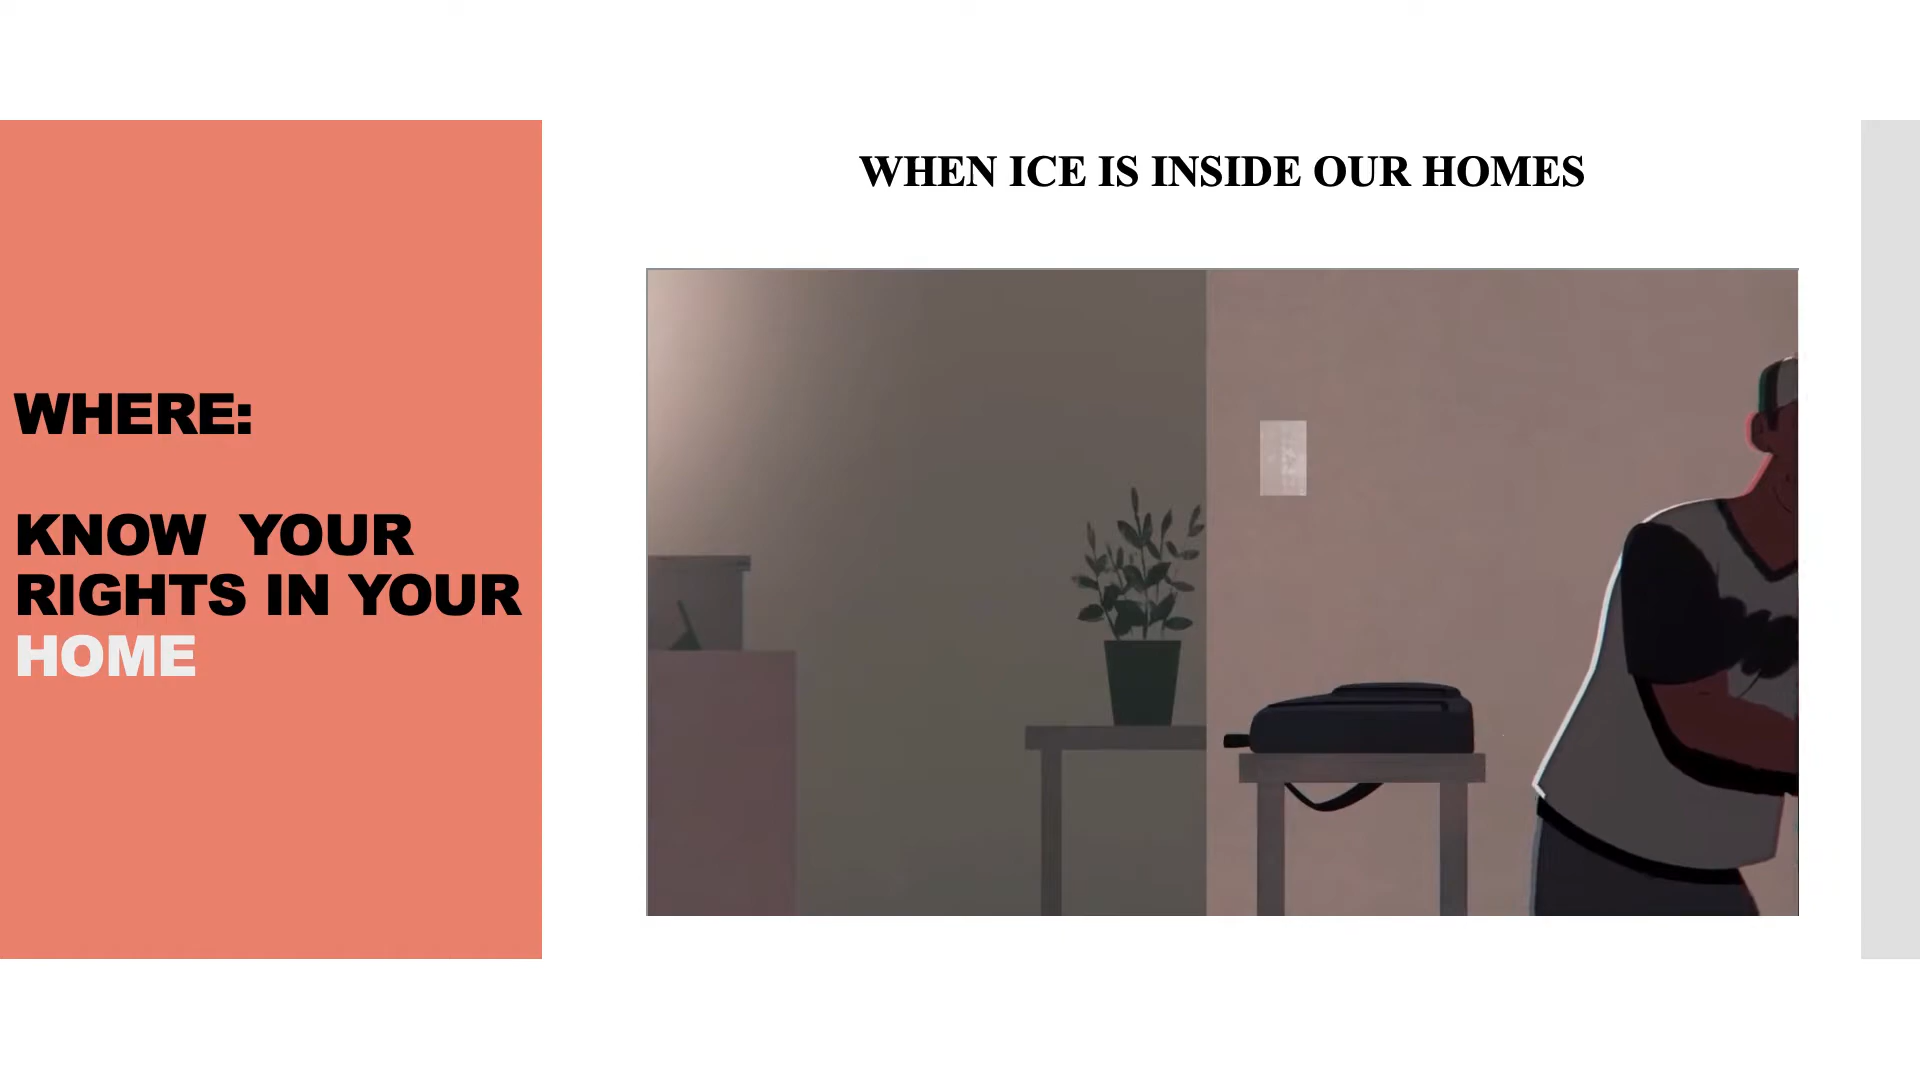 WHERE:
KNOW YOUR
RIGHTS IN YOUR
HOME
WHEN ICE IS INSIDE OUR HOMES